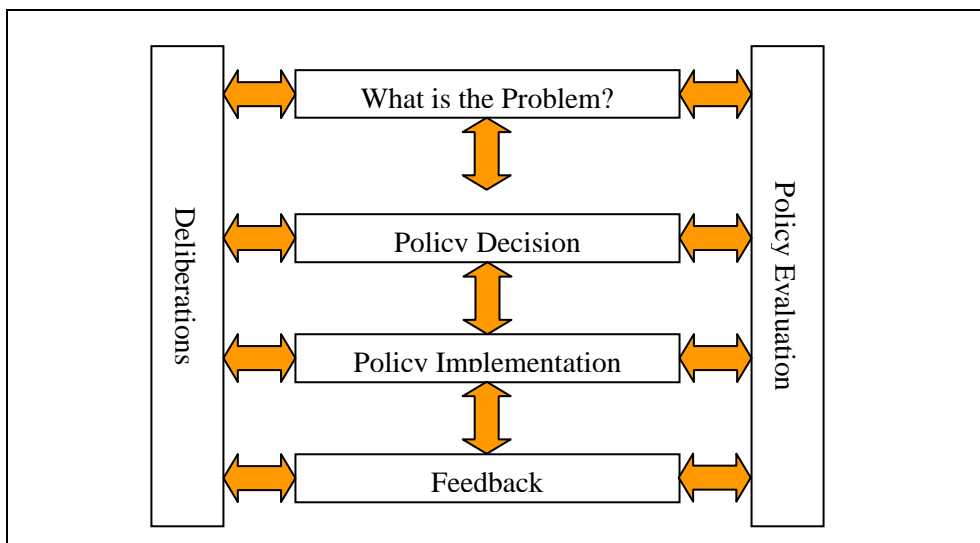 What is the Problem?
Deliberations
Policy Evaluation
Policy Decision
Policy Implementation
Feedback